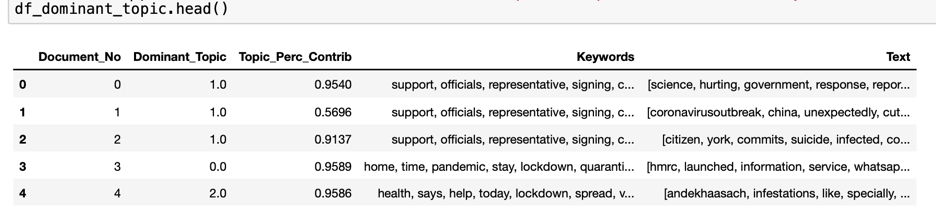 df_dominant_topic.head()
Document_No Dominant_Topic Topic_Perc_Contrib Keywords Text
0 0 1.0 0.9540 support, officials, representative, signing, c... [science, hurting, government, response, repor...
1 1 1.0 0.5696 support, officials, representative, signing, c... [coronavirusoutbreak, china, unexpectedly, cut...
2 2 1.0 0.9137 support, officials, representative, signing, c... [citizen, york, commits, suicide, infected, co...
3 3 0.0 0.9589 home, time, pandemic, stay, lockdown, quaranti... [hmrc, launched, information, service, whatsap...
4 4 2.0 0.9586 health, says, help, today, lockdown, spread, v... [andekhaasach, infestations, like, specially, ...